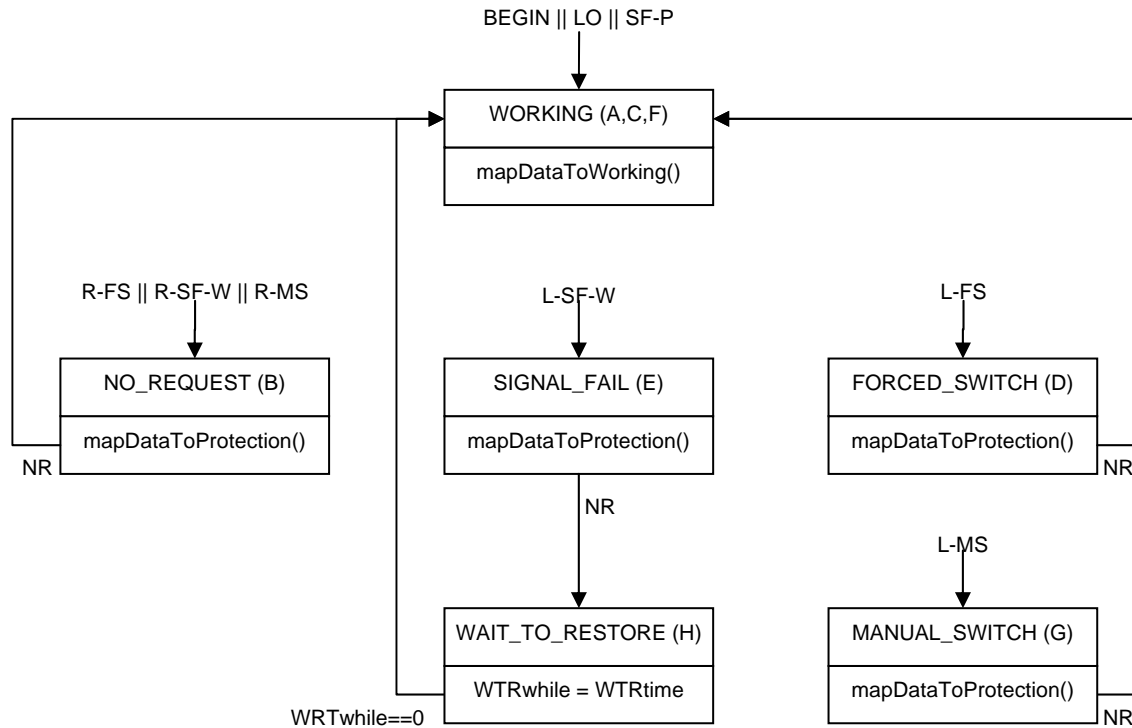 BEGIN || LO || SF-P
WORKING (A,C,F)
mapDataToWorking()
R-FS || R-SF-W || R-MS
L-SF-W
L-FS
NO_REQUEST (B)
SIGNAL_FAIL (E)
FORCED_SWITCH (D)
mapDataToProtection()
mapDataToProtection()
mapDataToProtection()
NR
NR
NR
L-MS
WAIT_TO_RESTORE (H)
MANUAL_SWITCH (G)
WTRwhile = WTRtime
mapDataToProtection()
WRTwhile==0
NR